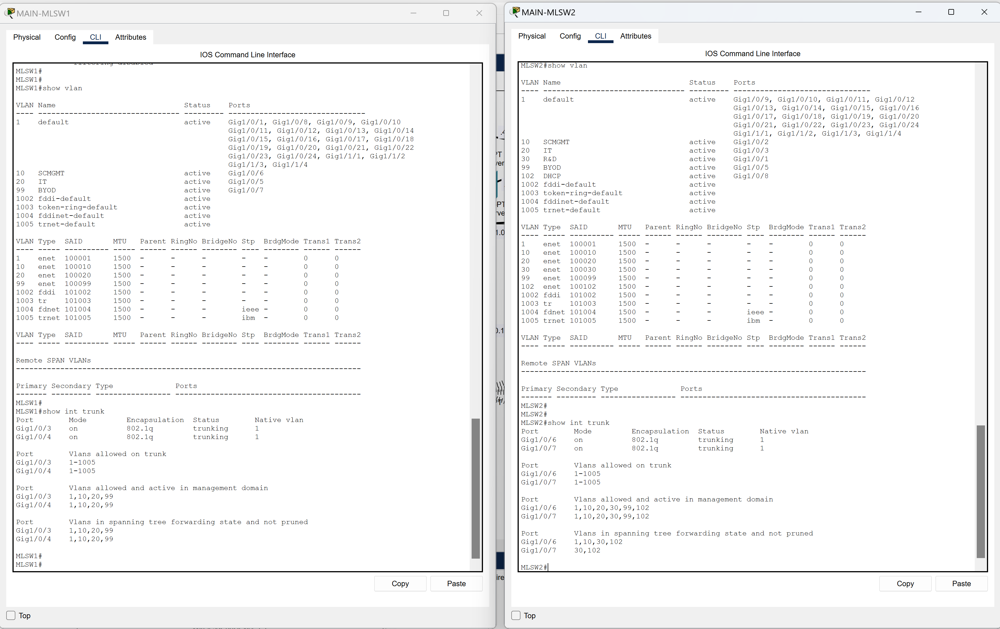 MAIN-MLSW1
Physical Config CLI Attributes
IOS Command Line Interface
filtering disabled
MLSW1#
MLSW1#
MLSW1#show vlan
VLAN Name Status Ports
---- -------------------------------- --------- -------------------------------
1 default active Gig1/0/1, Gig1/0/8, Gig1/0/9, Gig1/0/10
Gig1/0/11, Gig1/0/12, Gig1/0/13, Gig1/0/14
Gig1/0/15, Gig1/0/16, Gig1/0/17, Gig1/0/18
Gig1/0/19, Gig1/0/20, Gig1/0/21, Gig1/0/22
Gig1/0/23, Gig1/0/24, Gig1/1/1, Gig1/1/2
Gig1/1/3, Gig1/1/4
10 SCMGMT active Gig1/0/6
20 IT active Gig1/0/5
99 BYOD active Gig1/0/7
1002 fddi-default active
1003 token-ring-default active
1004 fddinet-default active
1005 trnet-default active
VLAN Type SAID MTU Parent RingNo BridgeNo Stp BrdgMode Trans1 Trans2
---- ----- ---------- ----- ------ ------ -------- ---- -------- ------ ------
1 enet 100001 1500 - - - - - 0 0
10 enet 100010 1500 - - - - - 0 0
20 enet 100020 1500 - - - - - 0 0
99 enet 100099 1500 - - - - - 0 0
1002 fddi 101002 1500 - - - - - 0 0
1003 tr 101003 1500 - - - - - 0 0
1004 fdnet 101004 1500 - - - ieee - 0 0
1005 trnet 101005 1500 - - - ibm - 0 0
VLAN Type SAID MTU Parent RingNo BridgeNo Stp BrdgMode Trans1 Trans2
---- ----- ---------- ----- ------ ------ -------- ---- -------- ------ ------
Remote SPAN VLANs
------------------------------------------------------------------------------
Primary Secondary Type Ports
------- --------- ----------------- ------------------------------------------
MLSW1#
MLSW1#show int trunk
Port Mode Encapsulation Status Native vlan
Gig1/0/3 on 802.1q trunking 1
Gig1/0/4 on 802.1q trunking 1
Port Vlans allowed on trunk
Gig1/0/3 1-1005
Gig1/0/4 1-1005
Port Vlans allowed and active in management domain
Gig1/0/3 1,10,20,99
Gig1/0/4 1,10,20,99
Port Vlans in spanning tree forwarding state and not pruned
Gig1/0/3 1,10,20,99
Gig1/0/4 1,10,20,99
MLSW1#
MLSW1#
Copy Paste
Top
MAIN-MLSW2
Physical Config CLI Attributes
IOS Command Line Interface
MLSW2#show vlan
VLAN Name Status Ports
---- -------------------------------- --------- -------------------------------
1 default active Gig1/0/9, Gig1/0/10, Gig1/0/11, Gig1/0/12
Gig1/0/13, Gig1/0/14, Gig1/0/15, Gig1/0/16
Gig1/0/17, Gig1/0/18, Gig1/0/19, Gig1/0/20
Gig1/0/21, Gig1/0/22, Gig1/0/23, Gig1/0/24
Gig1/1/1, Gig1/1/2, Gig1/1/3, Gig1/1/4
10 SCMGMT active Gig1/0/2
20 IT active Gig1/0/3
30 R&D active Gig1/0/1
99 BYOD active Gig1/0/5
102 DHCP active Gig1/0/8
1002 fddi-default active
1003 token-ring-default active
1004 fddinet-default active
1005 trnet-default active
VLAN Type SAID MTU Parent RingNo BridgeNo Stp BrdgMode Trans1 Trans2
---- ----- ---------- ----- ------ ------ -------- ---- -------- ------ ------
1 enet 100001 1500 - - - - - 0 0
10 enet 100010 1500 - - - - - 0 0
20 enet 100020 1500 - - - - - 0 0
30 enet 100030 1500 - - - - - 0 0
99 enet 100099 1500 - - - - - 0 0
102 enet 100102 1500 - - - - - 0 0
1002 fddi 101002 1500 - - - - - 0 0
1003 tr 101003 1500 - - - - - 0 0
1004 fdnet 101004 1500 - - - ieee - 0 0
1005 trnet 101005 1500 - - - ibm - 0 0
VLAN Type SAID MTU Parent RingNo BridgeNo Stp BrdgMode Trans1 Trans2
---- ----- ---------- ----- ------ ------ -------- ---- -------- ------ ------
Remote SPAN VLANs
------------------------------------------------------------------------------
Primary Secondary Type Ports
------- --------- ----------------- ------------------------------------------
MLSW2#
MLSW2#
MLSW2#show int trunk
Port Mode Encapsulation Status Native vlan
Gig1/0/6 on 802.1q trunking 1
Gig1/0/7 on 802.1q trunking 1
Port Vlans allowed on trunk
Gig1/0/6 1-1005
Gig1/0/7 1-1005
Port Vlans allowed and active in management domain
Gig1/0/6 1,10,20,30,99,102
Gig1/0/7 1,10,20,30,99,102
Port Vlans in spanning tree forwarding state and not pruned
Gig1/0/6 1,10,30,102
Gig1/0/7 30,102
MLSW2#
Copy Paste
Top